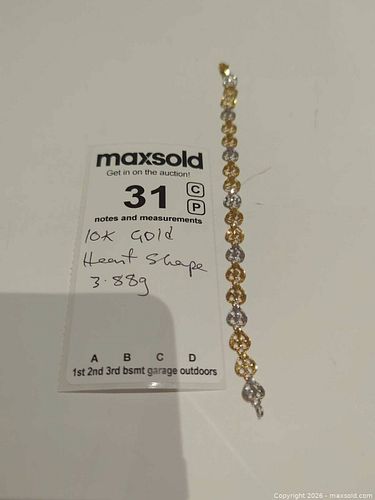 maxsold
Get in on the auction!
31 C
P
notes and measurements
10K Gold
Heart Shape
3.88g
A B C D
1st 2nd 3rd bsmt garage outdoors
Copyright 2026 - maxsold.com